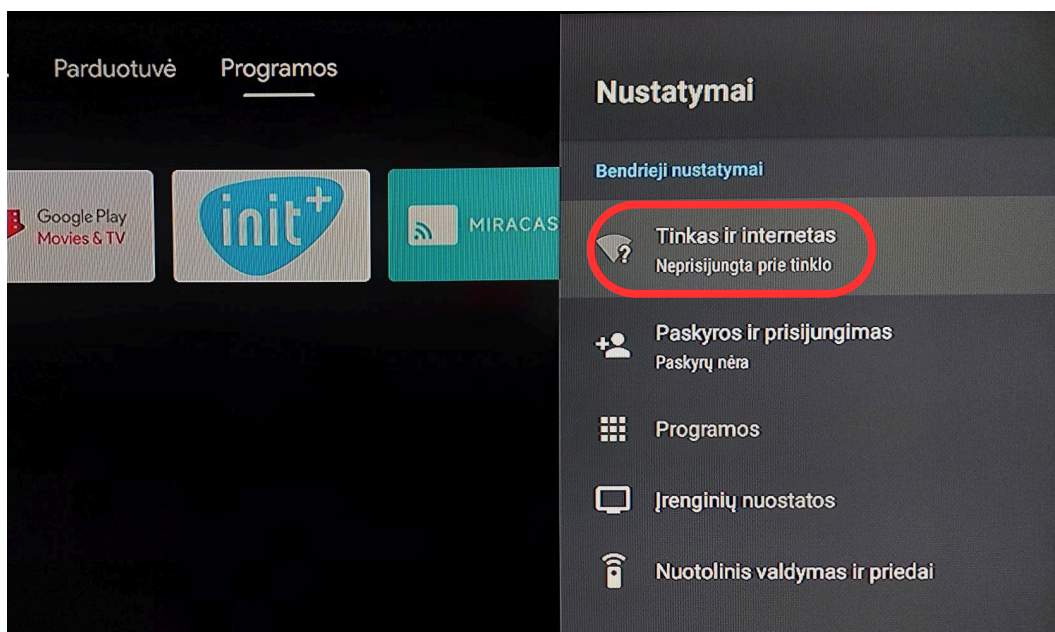 Parduotuvė Programos
Nustatymai
Bendrieji nustatymai
Google Play
Movies & TV
init+
MIRACAS
Tinkas ir internetas
Neprisijungta prie tinklo
Paskyros ir prisijungimas
Paskyrų nėra
Programos
Įrenginių nuostatos
Nuotolinis valdymas ir priedai